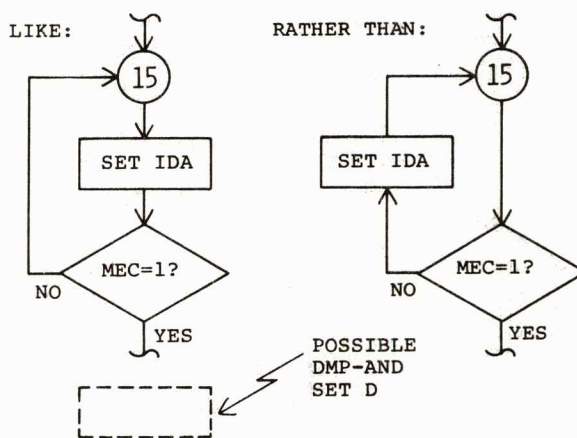 LIKE:
RATHER THAN:
15
SET IDA
MEC=1?
NO
YES
15
SET IDA
MEC=1?
NO
YES
POSSIBLE
DMP-AND
SET D